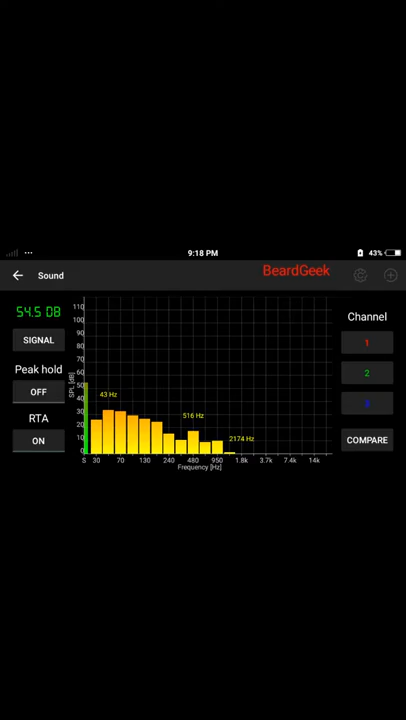 9:18 PM
43%
Sound
BeardGeek
54.5 DB
SIGNAL
Peak hold
OFF
RTA
ON
SPL [dB]
110
100
90
80
70
60
50
40
30
20
10
0
43 Hz
516 Hz
2174 Hz
S 30 70 130 240 480 950 1.8k 3.7k 7.4k 14k
Frequency [Hz]
Channel
1
2
3
COMPARE